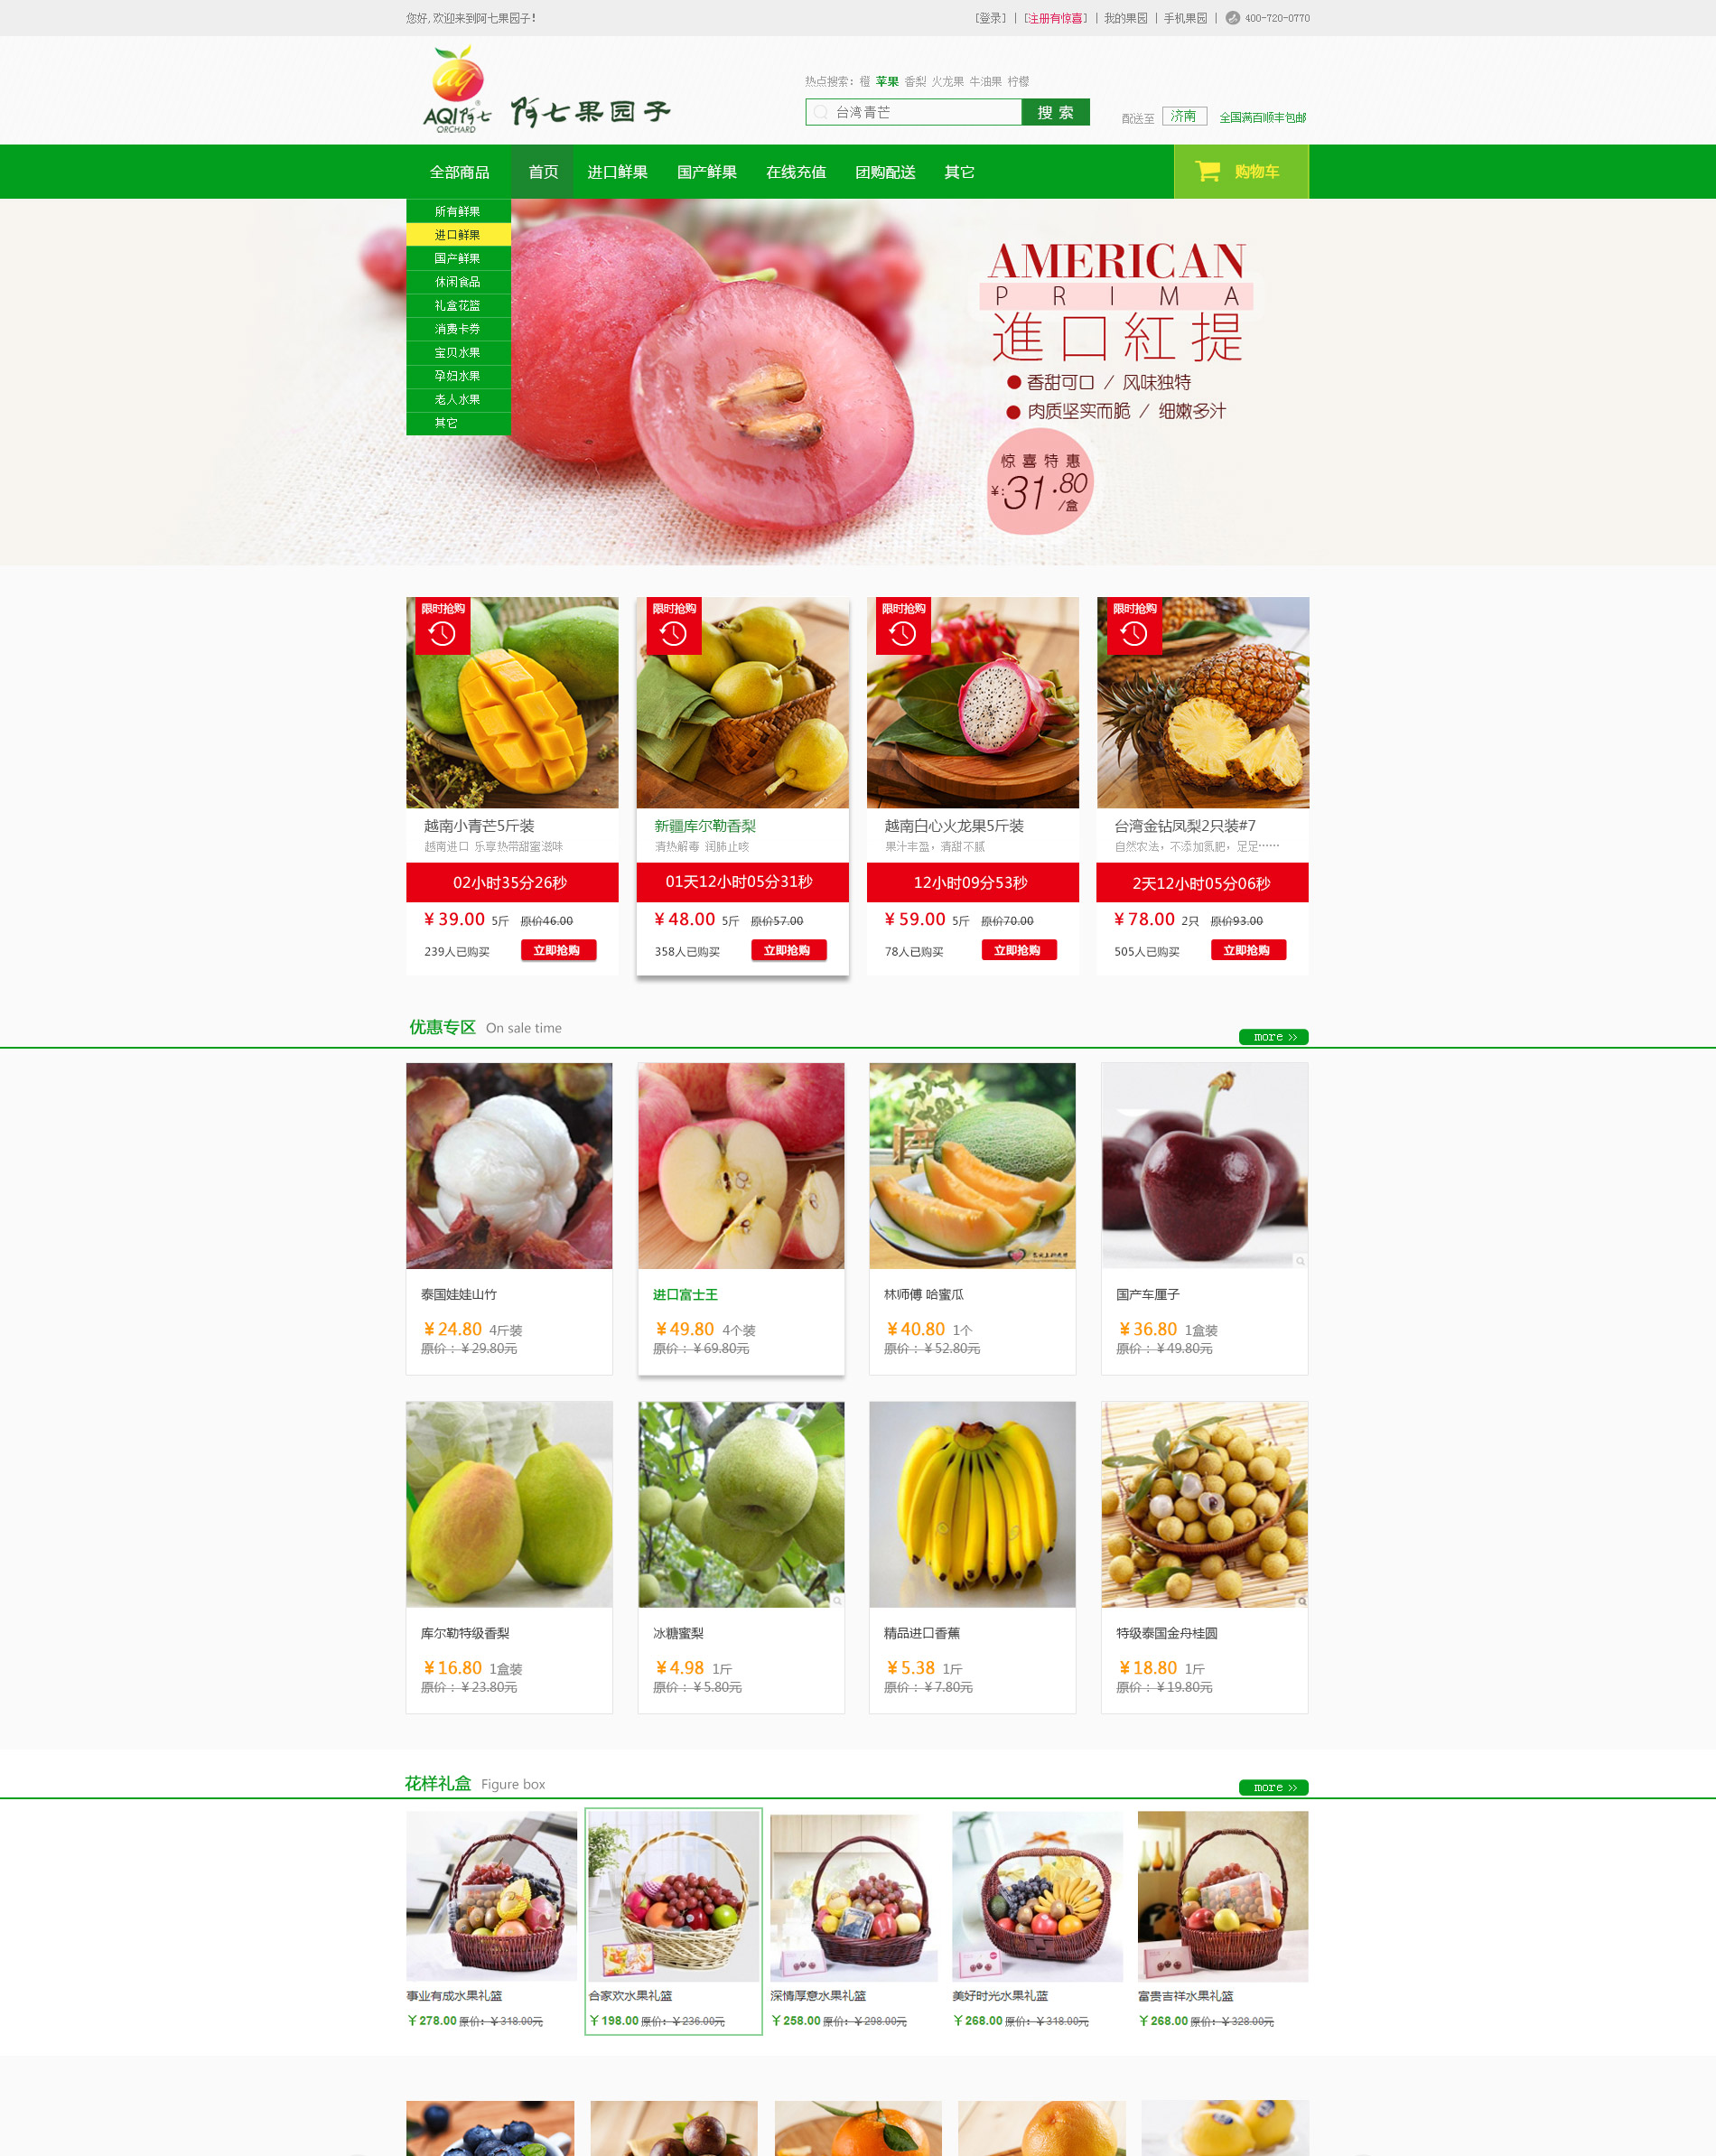 您好,欢迎来到阿七果园子!
[登录] | [注册有惊喜] | 我的果园 | 手机果园 | 400-720-0770
AQI阿七
ORCHARD
阿七果园子
热点搜索: 橙 苹果 香梨 火龙果 牛油果 柠檬
台湾青芒 搜索
配送至 济南 全国满百顺丰包邮
全部商品 首页 进口鲜果 国产鲜果 在线充值 团购配送 其它 购物车
所有鲜果
进口鲜果
国产鲜果
休闲食品
礼盒花篮
消费卡券
宝贝水果
孕妇水果
老人水果
其它
AMERICAN
PRIMA
進口紅提
香甜可口 / 风味独特
肉质坚实而脆 / 细嫩多汁
惊喜特惠
¥:31.80
/盒
限时抢购 限时抢购 限时抢购 限时抢购
越南小青芒5斤装
越南进口 乐享热带甜蜜滋味
02小时35分26秒
¥39.00 5斤 原价46.00
239人已购买 立即抢购
新疆库尔勒香梨
清热解毒 润肺止咳
01天12小时05分31秒
¥48.00 5斤 原价57.00
358人已购买 立即抢购
越南白心火龙果5斤装
果汁丰盈，清甜不腻
12小时09分53秒
¥59.00 5斤 原价70.00
78人已购买 立即抢购
台湾金钻凤梨2只装#7
自然农法，不添加氮肥，足足……
2天12小时05分06秒
¥78.00 2只 原价93.00
505人已购买 立即抢购
优惠专区 On sale time more >>
泰国娃娃山竹
¥24.80 4斤装
原价：¥29.80元
进口富士王
¥49.80 4个装
原价：¥69.80元
林师傅 哈蜜瓜
¥40.80 1个
原价：¥52.80元
国产车厘子
¥36.80 1盒装
原价：¥49.80元
库尔勒特级香梨
¥16.80 1盒装
原价：¥23.80元
冰糖蜜梨
¥4.98 1斤
原价：¥5.80元
精品进口香蕉
¥5.38 1斤
原价：¥7.80元
特级泰国金舟桂圆
¥18.80 1斤
原价：¥19.80元
花样礼盒 Figure box more >>
事业有成水果礼篮
¥278.00 原价：¥318.00元
合家欢水果礼篮
¥198.00 原价：¥236.00元
深情厚意水果礼篮
¥258.00 原价：¥298.00元
美好时光水果礼篮
¥268.00 原价：¥318.00元
富贵吉祥水果礼篮
¥268.00 原价：¥328.00元